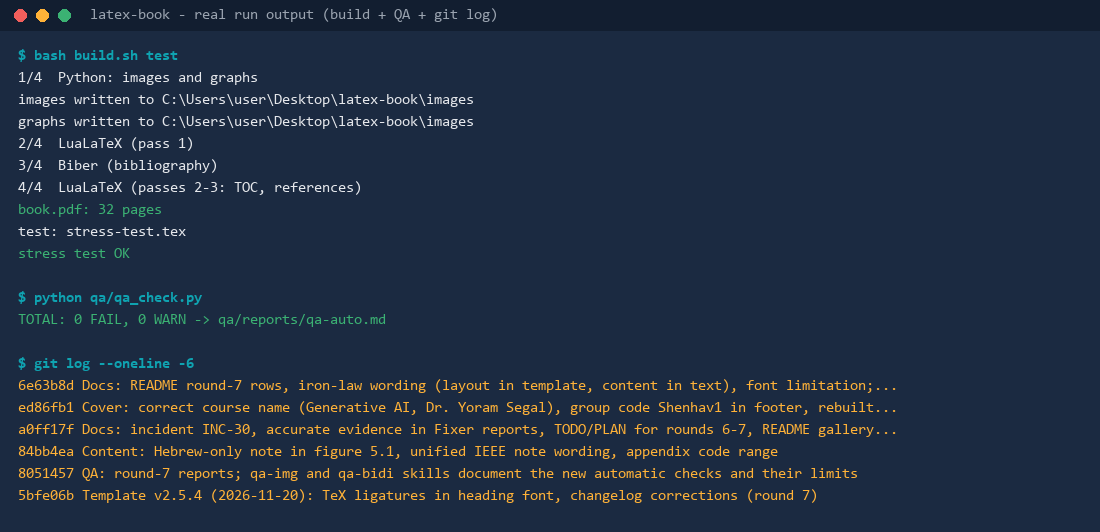 latex-book - real run output (build + QA + git log)
$ bash build.sh test
1/4  Python: images and graphs
images written to C:\Users\user\Desktop\latex-book\images
graphs written to C:\Users\user\Desktop\latex-book\images
2/4  LuaLaTeX (pass 1)
3/4  Biber (bibliography)
4/4  LuaLaTeX (passes 2-3: TOC, references)
book.pdf: 32 pages
test: stress-test.tex
stress test OK
$ python qa/qa_check.py
TOTAL: 0 FAIL, 0 WARN -> qa/reports/qa-auto.md
$ git log --oneline -6
6e63b8d Docs: README round-7 rows, iron-law wording (layout in template, content in text), font limitation;...
ed86fb1 Cover: correct course name (Generative AI, Dr. Yoram Segal), group code Shenhav1 in footer, rebuilt...
a0ff17f Docs: incident INC-30, accurate evidence in Fixer reports, TODO/PLAN for rounds 6-7, README gallery...
84bb4ea Content: Hebrew-only note in figure 5.1, unified IEEE note wording, appendix code range
8051457 QA: round-7 reports; qa-img and qa-bidi skills document the new automatic checks and their limits
5bfe06b Template v2.5.4 (2026-11-20): TeX ligatures in heading font, changelog corrections (round 7)